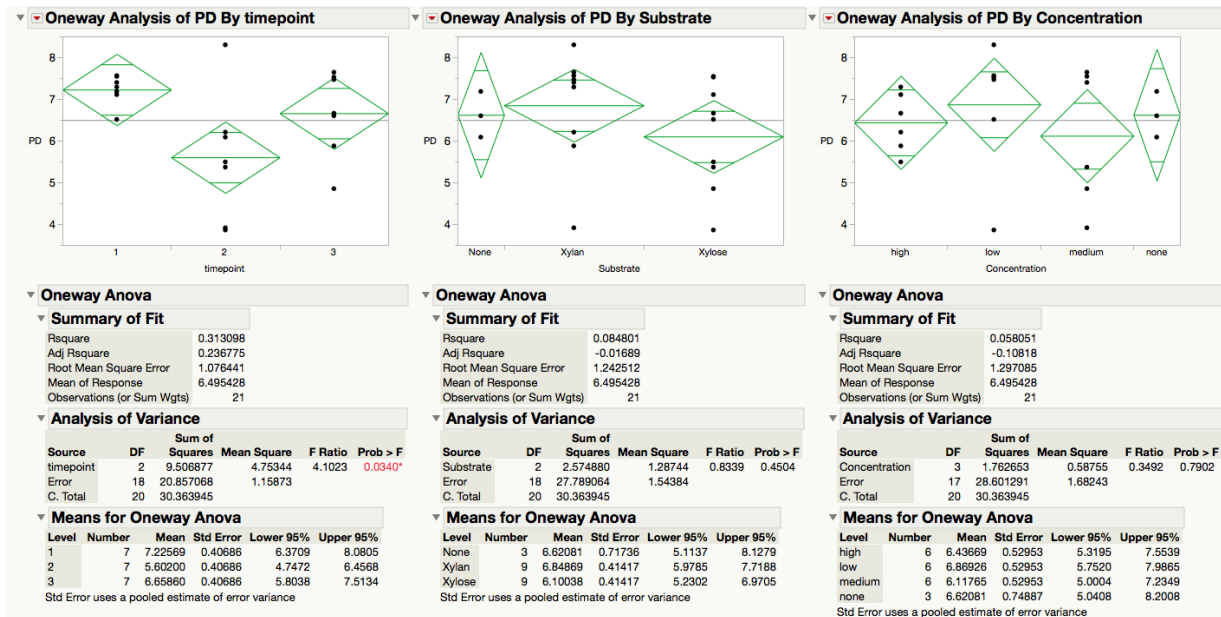 Oneway Analysis of PD By timepoint
8
7
PD
6
5
4
1 2 3
timepoint
Oneway Anova
Summary of Fit
Rsquare 0.313098
Adj Rsquare 0.236775
Root Mean Square Error 1.076441
Mean of Response 6.495428
Observations (or Sum Wgts) 21
Analysis of Variance
Sum of
Source DF Squares Mean Square F Ratio Prob > F
timepoint 2 9.506877 4.75344 4.1023 0.0340*
Error 18 20.857068 1.15873
C. Total 20 30.363945
Means for Oneway Anova
Level Number Mean Std Error Lower 95% Upper 95%
1 7 7.22569 0.40686 6.3709 8.0805
2 7 5.60200 0.40686 4.7472 6.4568
3 7 6.65860 0.40686 5.8038 7.5134
Std Error uses a pooled estimate of error variance
Oneway Analysis of PD By Substrate
8
7
PD
6
5
4
None Xylan Xylose
Substrate
Oneway Anova
Summary of Fit
Rsquare 0.084801
Adj Rsquare -0.01689
Root Mean Square Error 1.242512
Mean of Response 6.495428
Observations (or Sum Wgts) 21
Analysis of Variance
Sum of
Source DF Squares Mean Square F Ratio Prob > F
Substrate 2 2.574880 1.28744 0.8339 0.4504
Error 18 27.789064 1.54384
C. Total 20 30.363945
Means for Oneway Anova
Level Number Mean Std Error Lower 95% Upper 95%
None 3 6.62081 0.71736 5.1137 8.1279
Xylan 9 6.84869 0.41417 5.9785 7.7188
Xylose 9 6.10038 0.41417 5.2302 6.9705
Std Error uses a pooled estimate of error variance
Oneway Analysis of PD By Concentration
8
7
PD
6
5
4
high low medium none
Concentration
Oneway Anova
Summary of Fit
Rsquare 0.058051
Adj Rsquare -0.10818
Root Mean Square Error 1.297085
Mean of Response 6.495428
Observations (or Sum Wgts) 21
Analysis of Variance
Sum of
Source DF Squares Mean Square F Ratio Prob > F
Concentration 3 1.762653 0.58755 0.3492 0.7902
Error 17 28.601291 1.68243
C. Total 20 30.363945
Means for Oneway Anova
Level Number Mean Std Error Lower 95% Upper 95%
high 6 6.43669 0.52953 5.3195 7.5539
low 6 6.86926 0.52953 5.7520 7.9865
medium 6 6.11765 0.52953 5.0004 7.2349
none 3 6.62081 0.74887 5.0408 8.2008
Std Error uses a pooled estimate of error variance